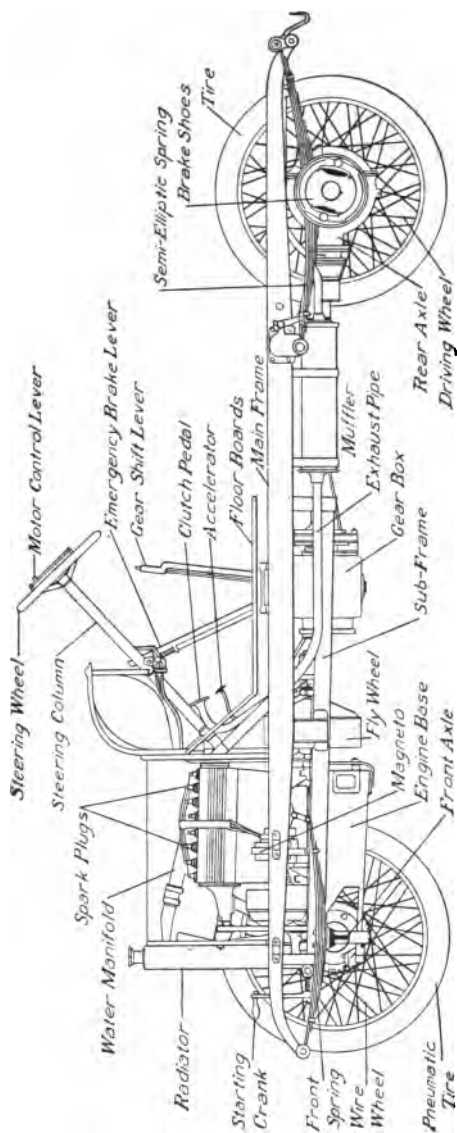 Steering Wheel
Motor Control Lever
Steering Column
Emergency Brake Lever
Gear Shift Lever
Spark Plugs
Clutch Pedal
Water Manifold
Accelerator
Floor Boards
Main Frame
Semi-Elliptic Spring
Brake Shoes
Tire
Radiator
Starting
Crank
Front
Spring
Wire
Wheel
Pneumatic
Tire
Front Axle
Engine Base
Magneto
Fly Wheel
Sub-Frame
Gear Box
Exhaust Pipe
Muffler
Rear Axle
Driving Wheel